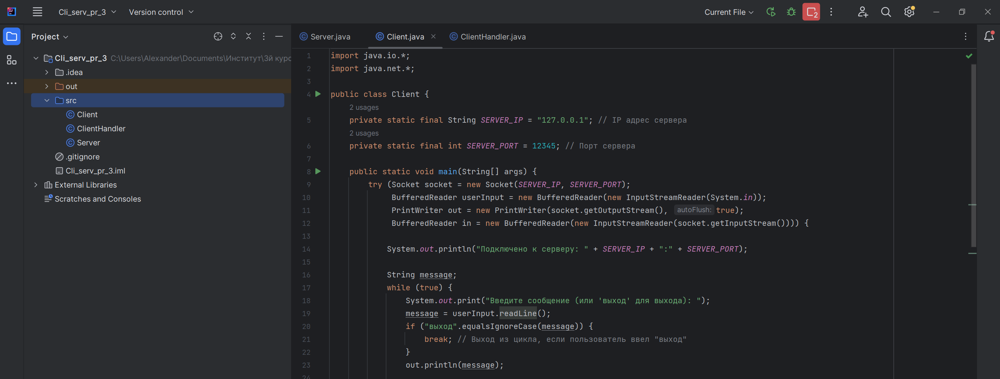 Cli_serv_pr_3 Version control Current File 2
Project
Cli_serv_pr_3 C:\Users\Alexander\Documents\Институт\3й курс
.idea
out
src
Client
ClientHandler
Server
.gitignore
Cli_serv_pr_3.iml
External Libraries
Scratches and Consoles
Server.java Client.java ClientHandler.java
1 import java.io.*;
2 import java.net.*;
3
4 public class Client {
2 usages
5 private static final String SERVER_IP = "127.0.0.1"; // IP адрес сервера
2 usages
6 private static final int SERVER_PORT = 12345; // Порт сервера
7
8 public static void main(String[] args) {
9 try (Socket socket = new Socket(SERVER_IP, SERVER_PORT);
10 BufferedReader userInput = new BufferedReader(new InputStreamReader(System.in));
11 PrintWriter out = new PrintWriter(socket.getOutputStream(), autoFlush: true);
12 BufferedReader in = new BufferedReader(new InputStreamReader(socket.getInputStream()))) {
13
14 System.out.println("Подключено к серверу: " + SERVER_IP + ":" + SERVER_PORT);
15
16 String message;
17 while (true) {
18 System.out.print("Введите сообщение (или 'выход' для выхода): ");
19 message = userInput.readLine();
20 if ("выход".equalsIgnoreCase(message)) {
21 break; // Выход из цикла, если пользователь ввел "выход"
22 }
23 out.println(message);
24